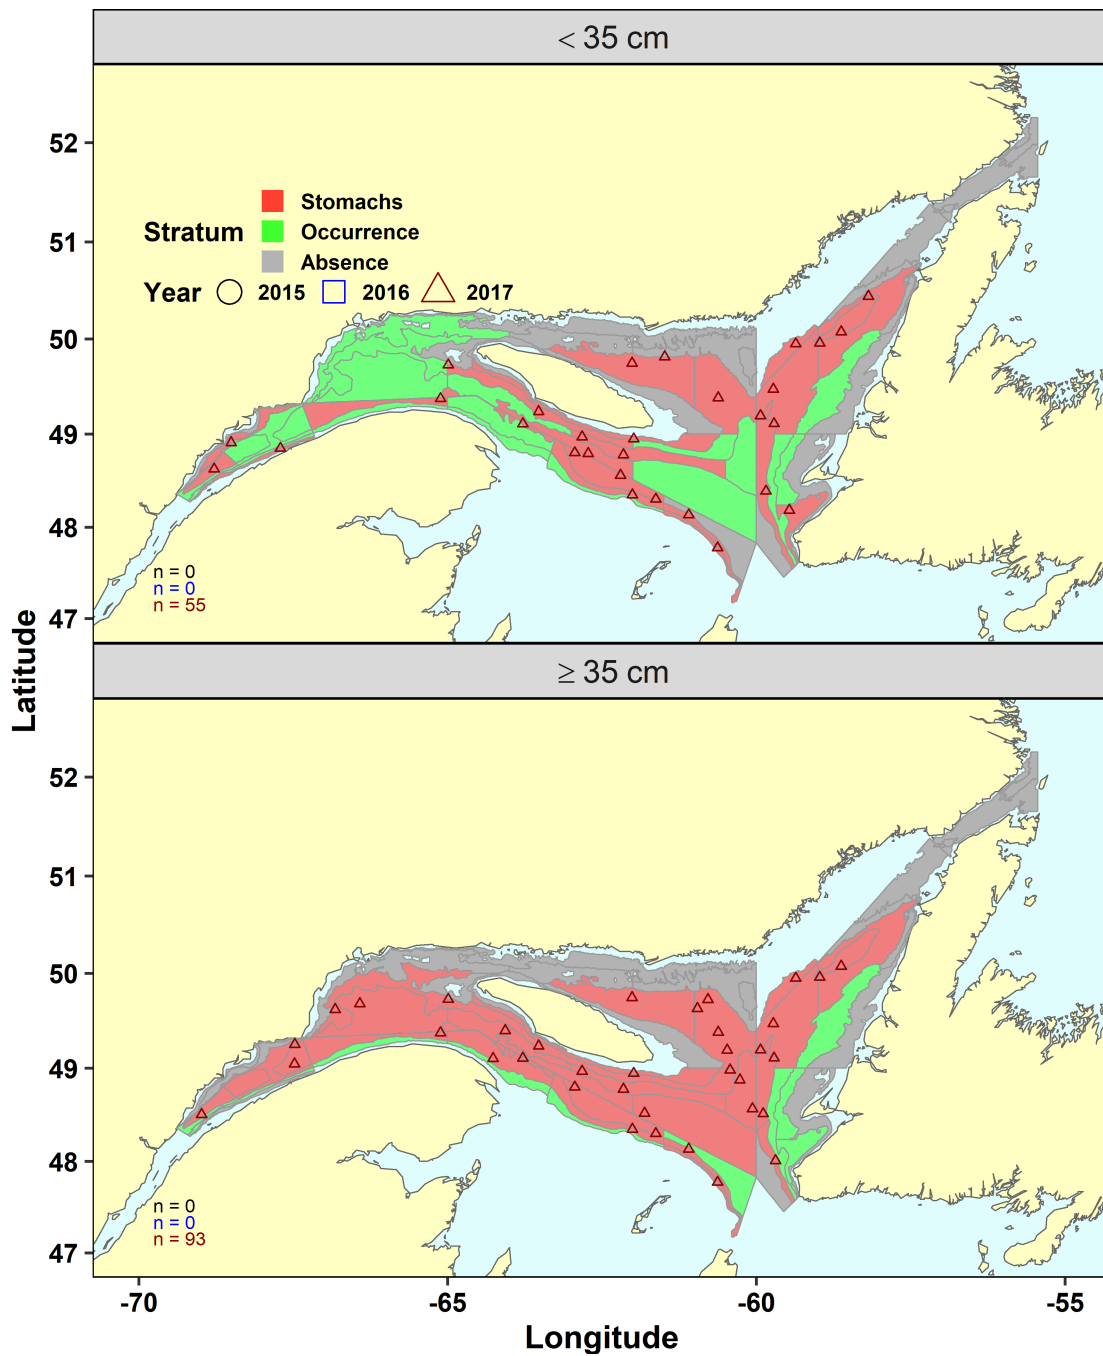 < 35 cm
52
51
50
49
48
47
Stratum
Stomachs
Occurrence
Absence
Year 2015 2016 2017
n = 0
n = 0
n = 55
Latitude
≥ 35 cm
52
51
50
49
48
47
n = 0
n = 0
n = 93
-70 -65 -60 -55
Longitude